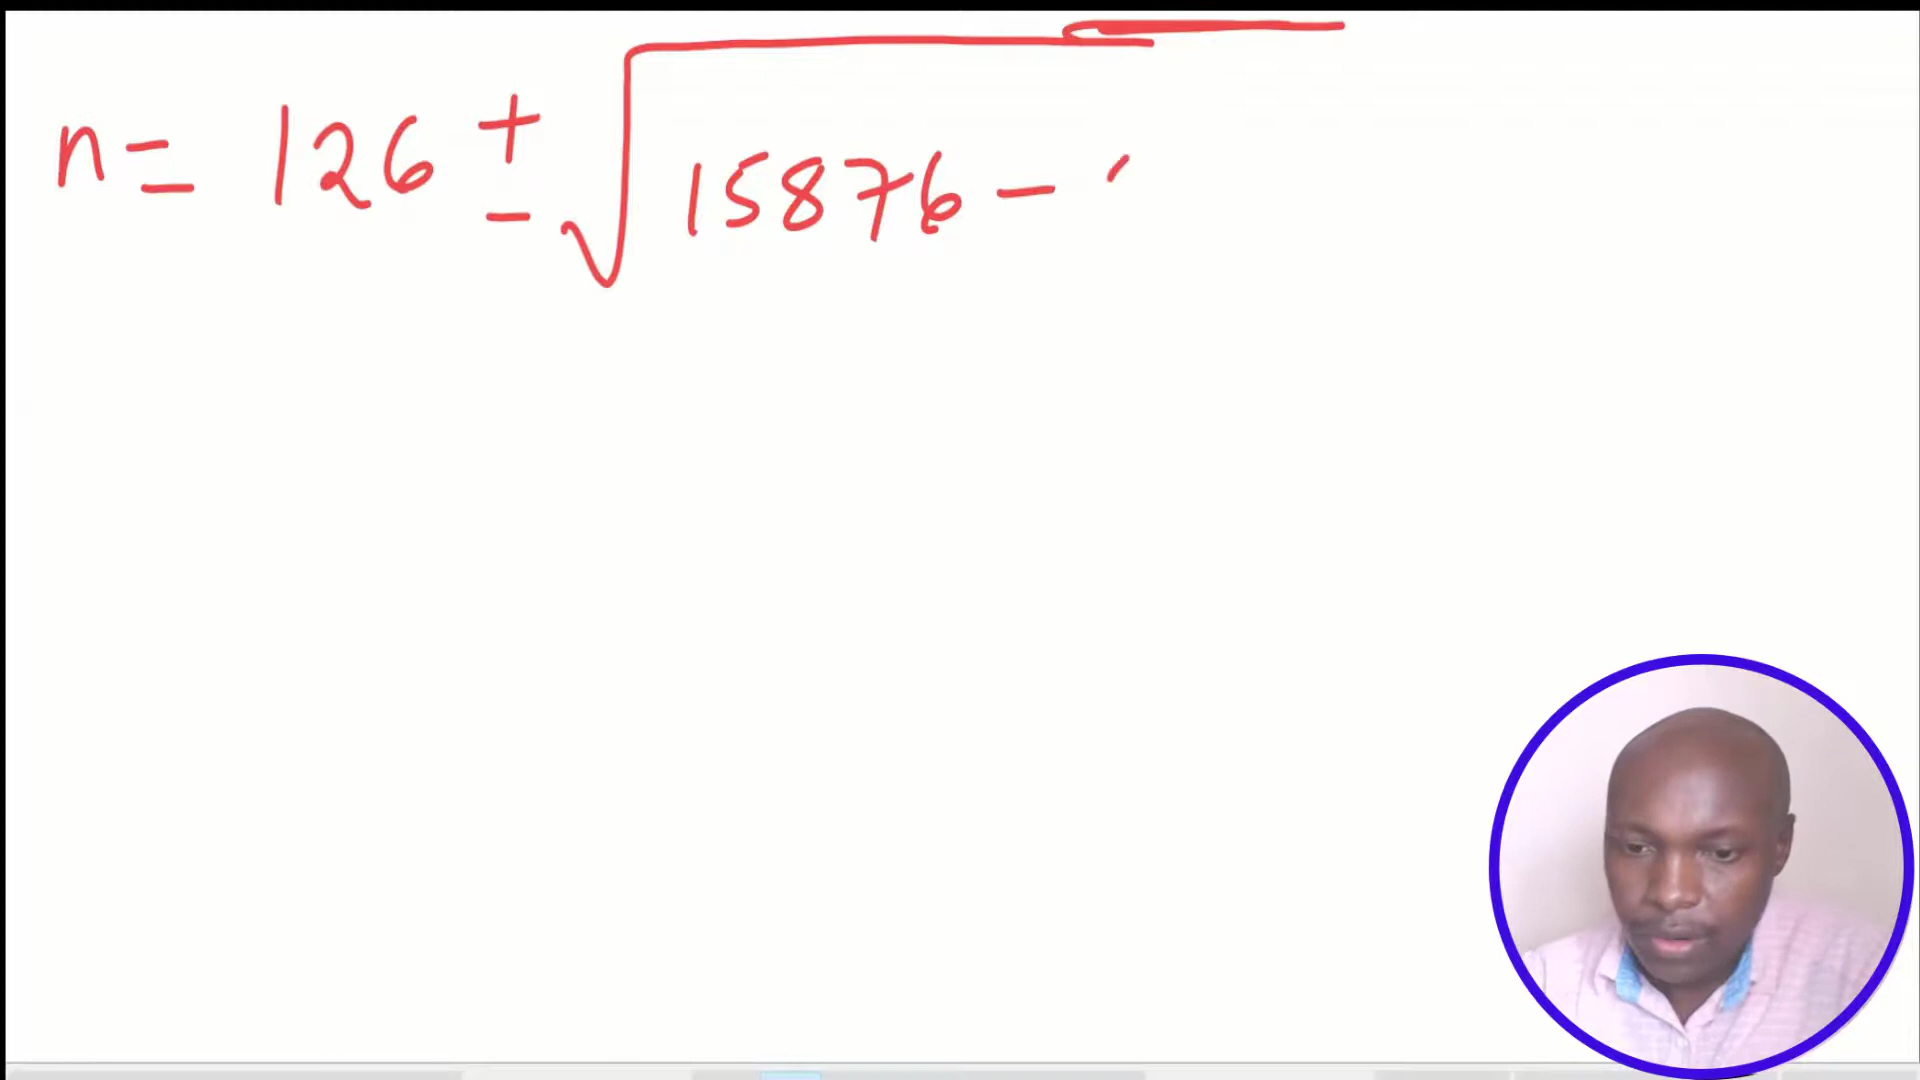 n = 126 ± √15876 –